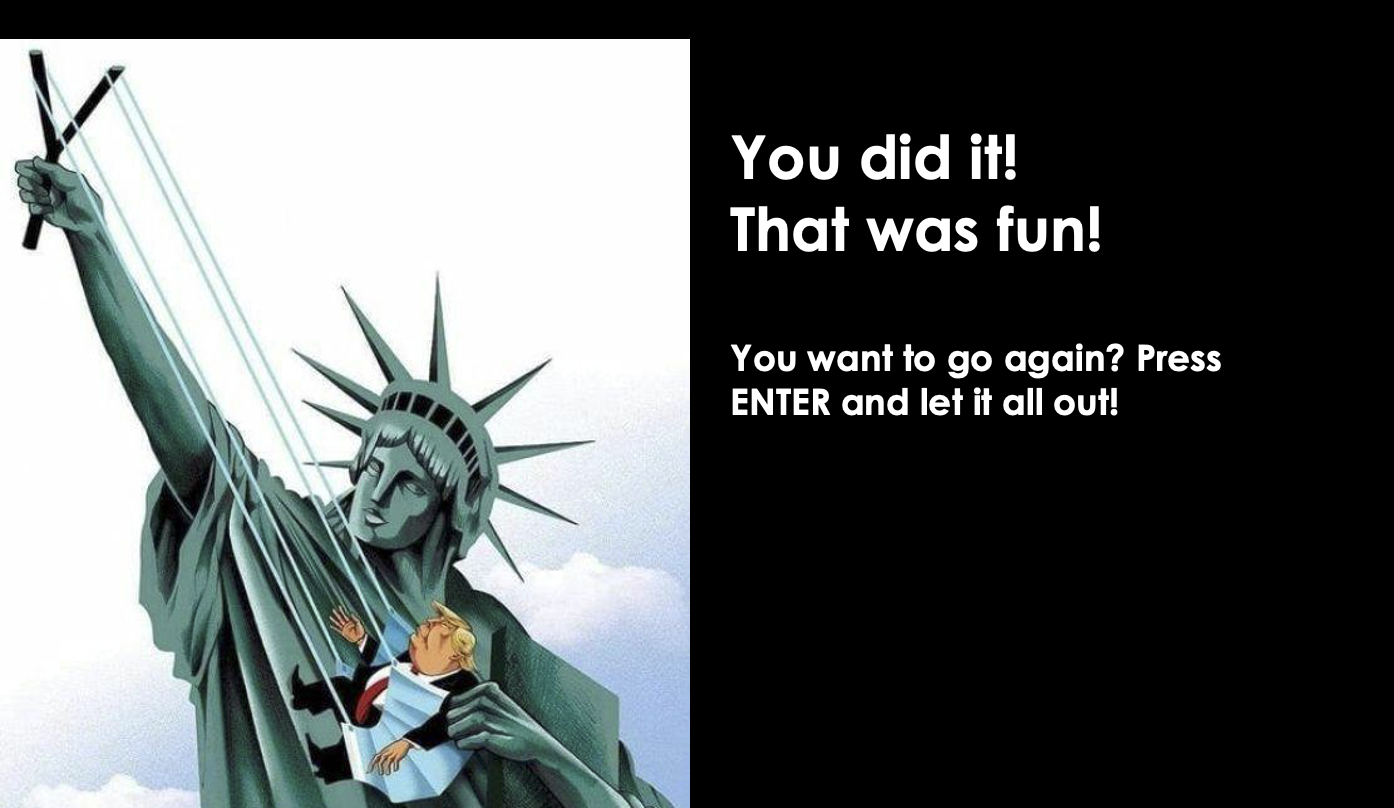 You did it!
That was fun!
You want to go again? Press
ENTER and let it all out!